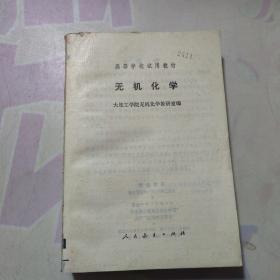 高等学校试用教材
无机化学
大连工学院无机化学教研室编
人民教育出版社